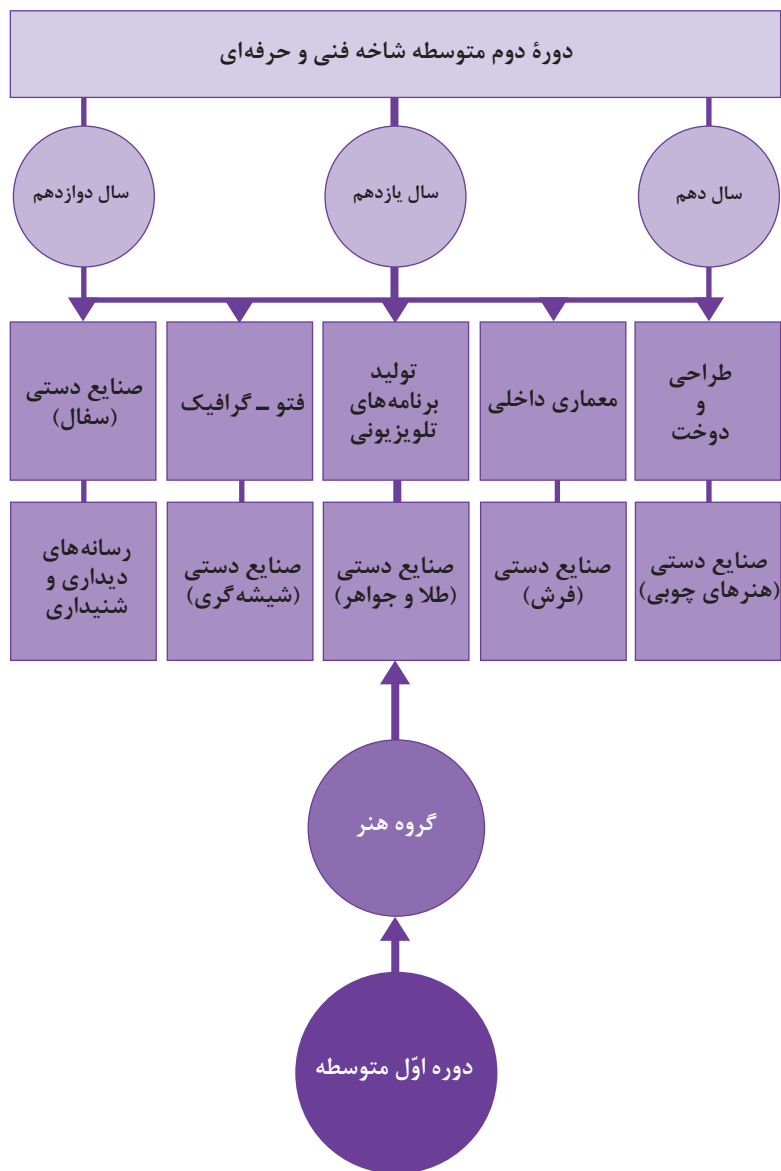 دورهٔ دوم متوسطه شاخه فنی و حرفه‌ای
سال دهم
سال یازدهم
سال دوازدهم
طراحی
و
دوخت
معماری داخلی
تولید
برنامه‌های
تلویزیونی
فتو ــ گرافیک
صنایع دستی
(سفال)
صنایع دستی
(هنرهای چوبی)
صنایع دستی
(فرش)
صنایع دستی
(طلا و جواهر)
صنایع دستی
(شیشه‌گری)
رسانه‌های
دیداری و
شنیداری
گروه هنر
دوره اوّل متوسطه